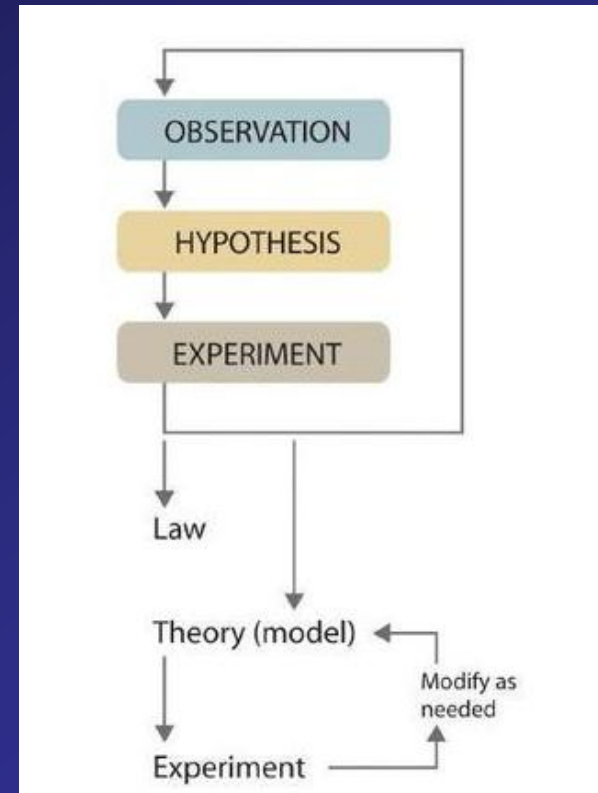 OBSERVATION
HYPOTHESIS
EXPERIMENT
Law
Theory (model)
Modify as
needed
Experiment